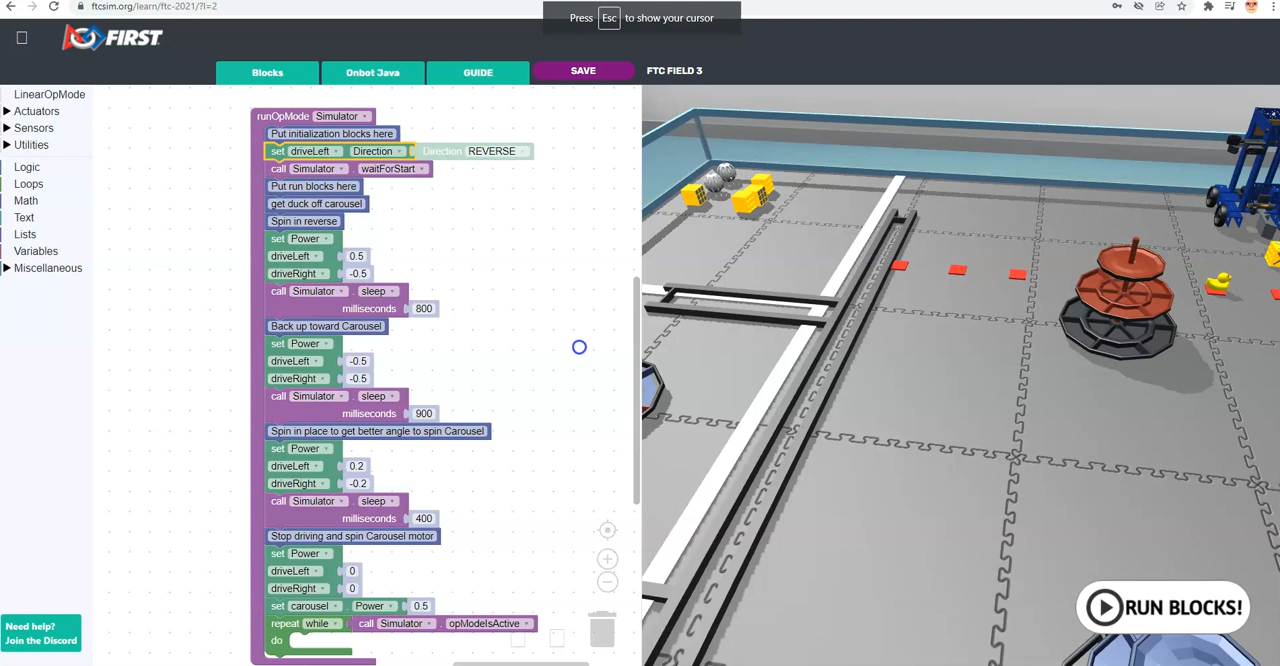 ftcsim.org/learn/ftc-2021/?l=2
Press Esc to show your cursor
FIRST
Blocks
Onbot Java
GUIDE
SAVE
FTC FIELD 3
LinearOpMode
Actuators
Sensors
Utilities
Logic
Loops
Math
Text
Lists
Variables
Miscellaneous
runOpMode Simulator
Put initialization blocks here
set driveLeft . Direction Direction REVERSE
call Simulator . waitForStart
Put run blocks here
get duck off carousel
Spin in reverse
set Power
driveLeft 0.5
driveRight -0.5
call Simulator . sleep
milliseconds 800
Back up toward Carousel
set Power
driveLeft -0.5
driveRight -0.5
call Simulator . sleep
milliseconds 900
Spin in place to get better angle to spin Carousel
set Power
driveLeft 0.2
driveRight -0.2
call Simulator . sleep
milliseconds 400
Stop driving and spin Carousel motor
set Power
driveLeft 0
driveRight 0
set carousel . Power 0.5
repeat while call Simulator . opModeIsActive
do
Need help?
Join the Discord
RUN BLOCKS!